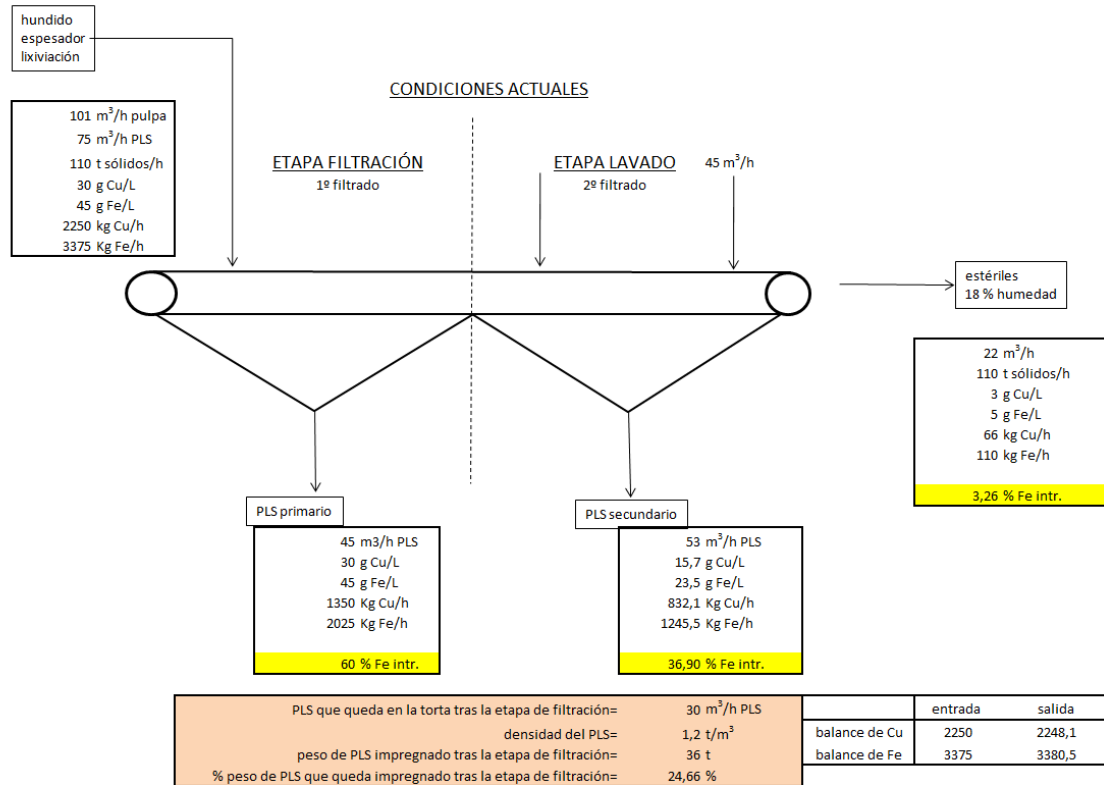 hundido
espesador
lixiviación
CONDICIONES ACTUALES
101 m³/h pulpa
75 m³/h PLS
110 t sólidos/h
30 g Cu/L
45 g Fe/L
2250 kg Cu/h
3375 Kg Fe/h
ETAPA FILTRACIÓN
1º filtrado
ETAPA LAVADO
2º filtrado
45 m³/h
estériles
18 % humedad
22 m³/h
110 t sólidos/h
3 g Cu/L
5 g Fe/L
66 kg Cu/h
110 kg Fe/h
3,26 % Fe intr.
PLS primario
45 m3/h PLS
30 g Cu/L
45 g Fe/L
1350 Kg Cu/h
2025 Kg Fe/h
60 % Fe intr.
PLS secundario
53 m³/h PLS
15,7 g Cu/L
23,5 g Fe/L
832,1 Kg Cu/h
1245,5 Kg Fe/h
36,90 % Fe intr.
PLS que queda en la torta tras la etapa de filtración= 30 m³/h PLS
densidad del PLS= 1,2 t/m³
peso de PLS impregnado tras la etapa de filtración= 36 t
% peso de PLS que queda impregnado tras la etapa de filtración= 24,66 %
entrada salida
balance de Cu 2250 2248,1
balance de Fe 3375 3380,5